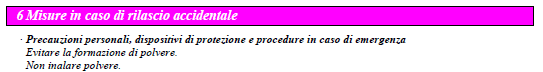 6 Misure in caso di rilascio accidentale
· Precauzioni personali, dispositivi di protezione e procedure in caso di emergenza
Evitare la formazione di polvere.
Non inalare polvere.